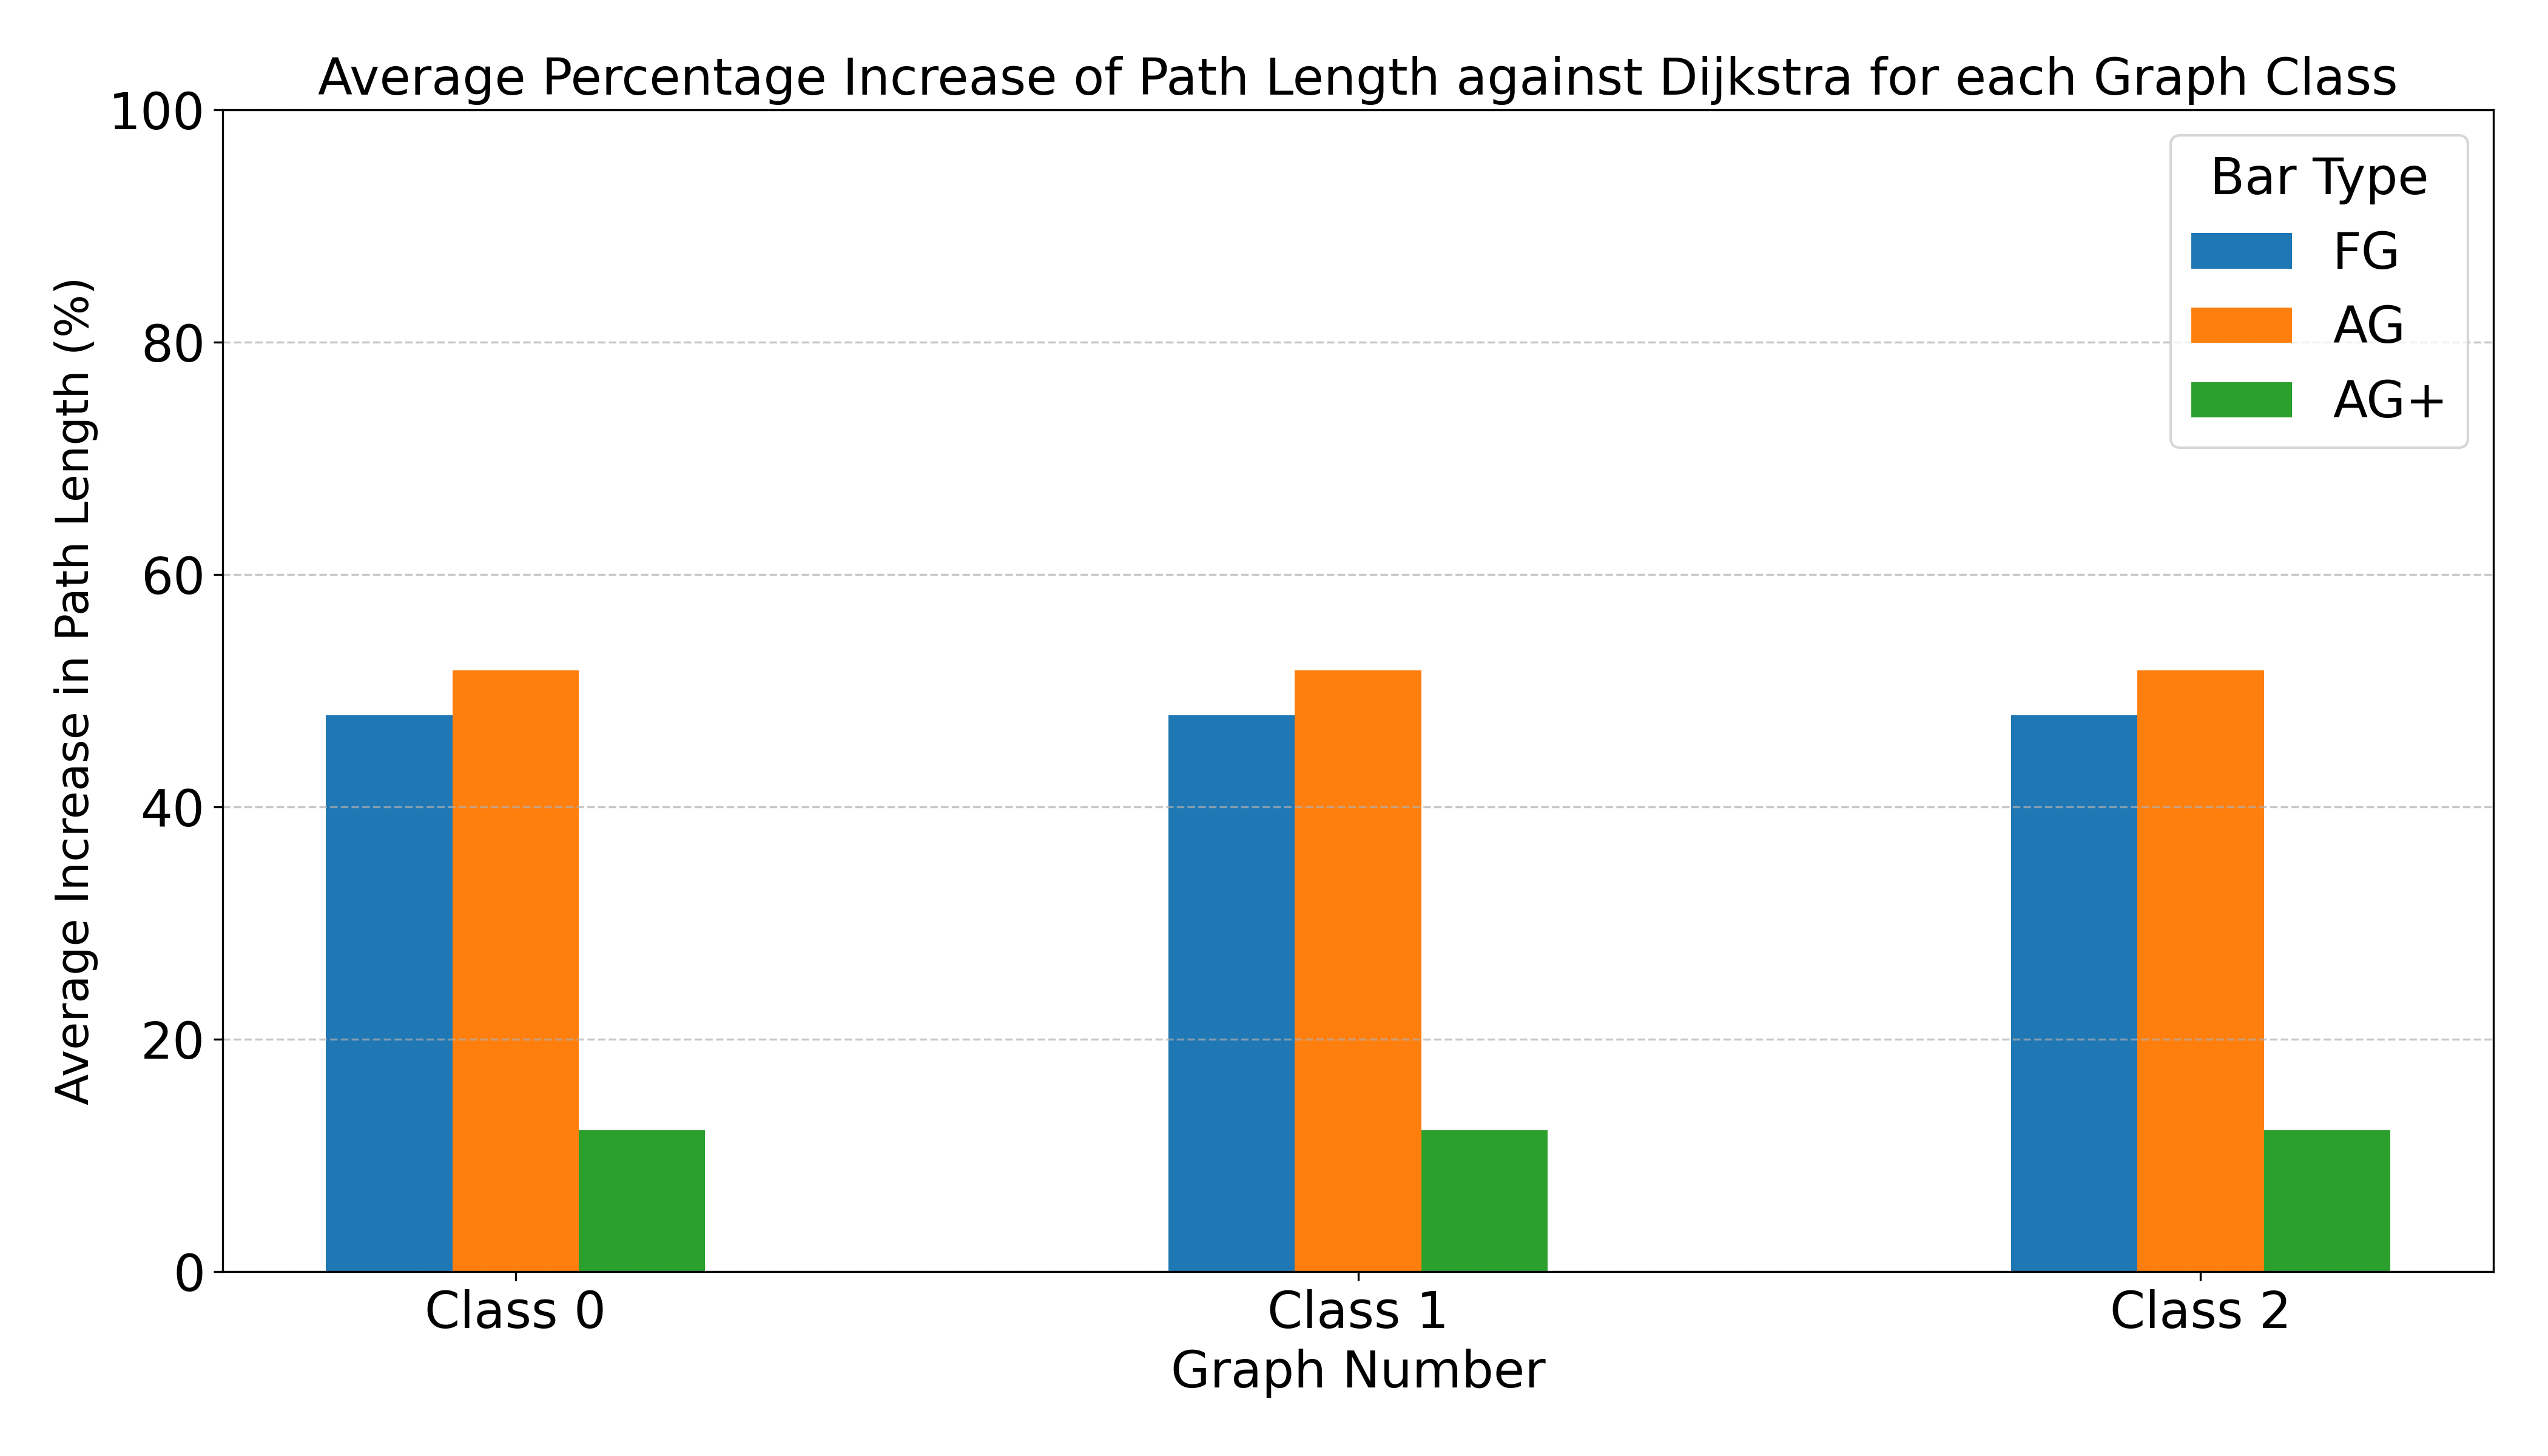 Average Percentage Increase of Path Length against Dijkstra for each Graph Class
Average Increase in Path Length (%)
100
80
60
40
20
0
Bar Type
FG
AG
AG+
Class 0
Class 1
Class 2
Graph Number